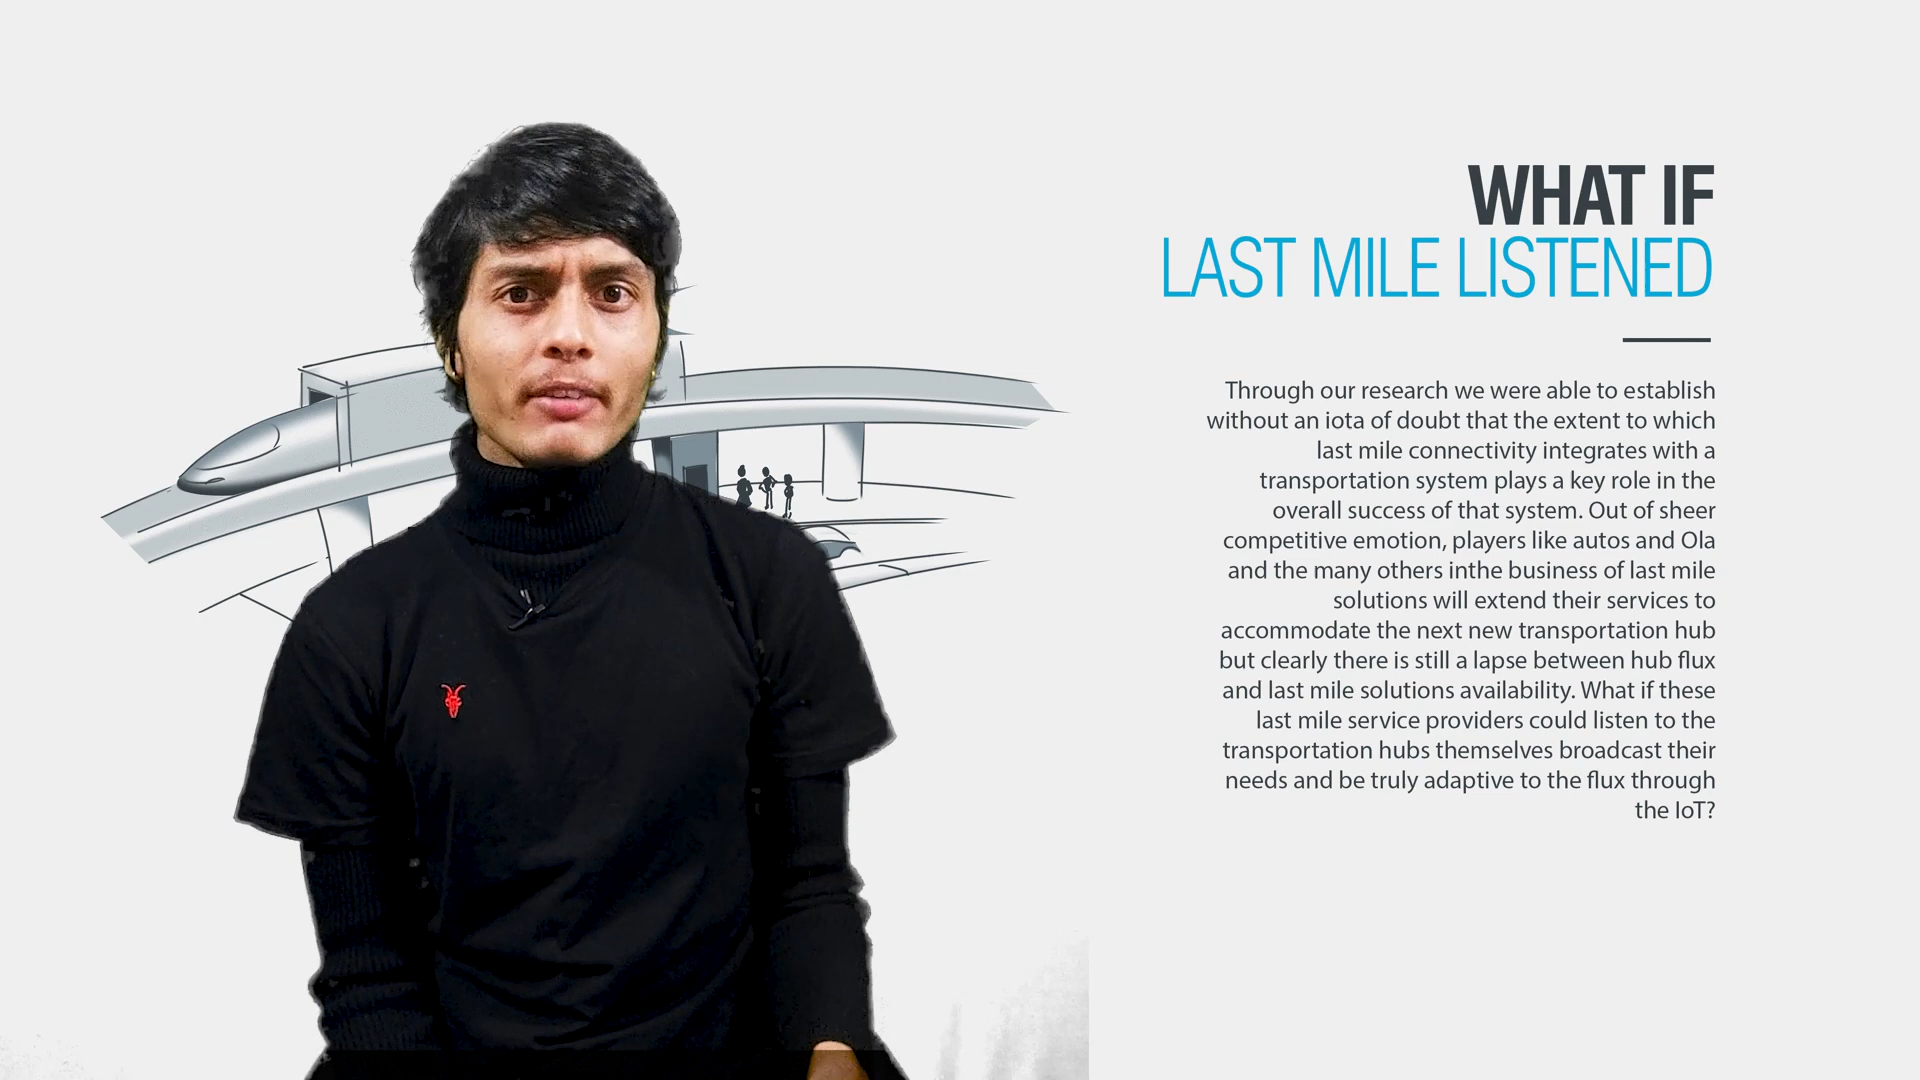 WHAT IF
LAST MILE LISTENED
Through our research we were able to establish
without an iota of doubt that the extent to which
last mile connectivity integrates with a
transportation system plays a key role in the
overall success of that system. Out of sheer
competitive emotion, players like autos and Ola
and the many others inthe business of last mile
solutions will extend their services to
accommodate the next new transportation hub
but clearly there is still a lapse between hub flux
and last mile solutions availability. What if these
last mile service providers could listen to the
transportation hubs themselves broadcast their
needs and be truly adaptive to the flux through
the IoT?